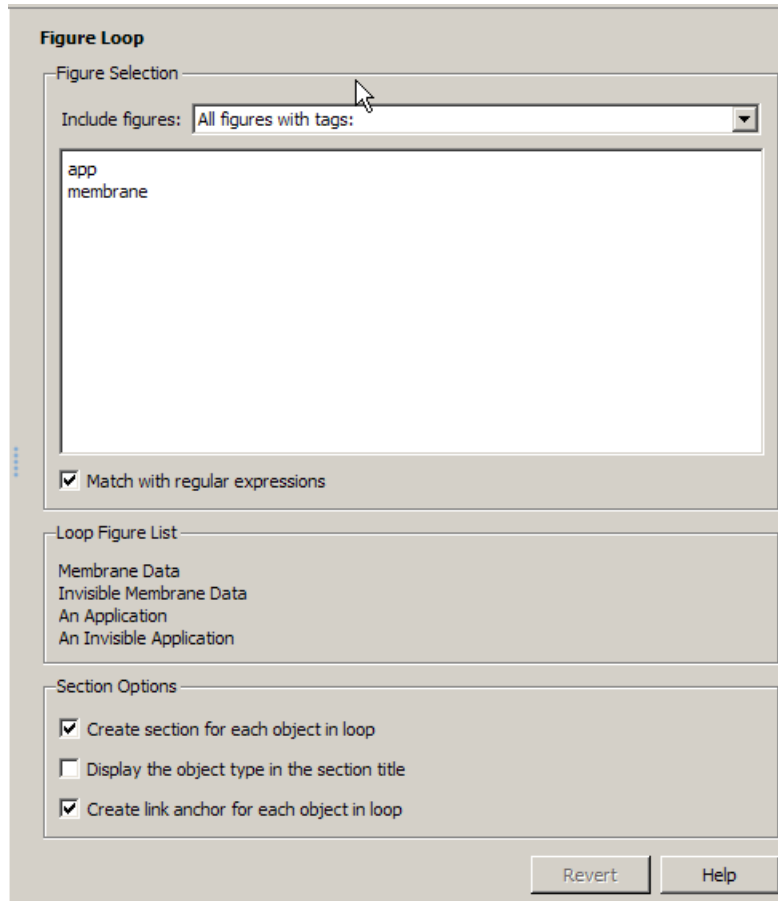 Figure Loop
Figure Selection
Include figures: All figures with tags:
app
membrane
Match with regular expressions
Loop Figure List
Membrane Data
Invisible Membrane Data
An Application
An Invisible Application
Section Options
Create section for each object in loop
Display the object type in the section title
Create link anchor for each object in loop
Revert Help